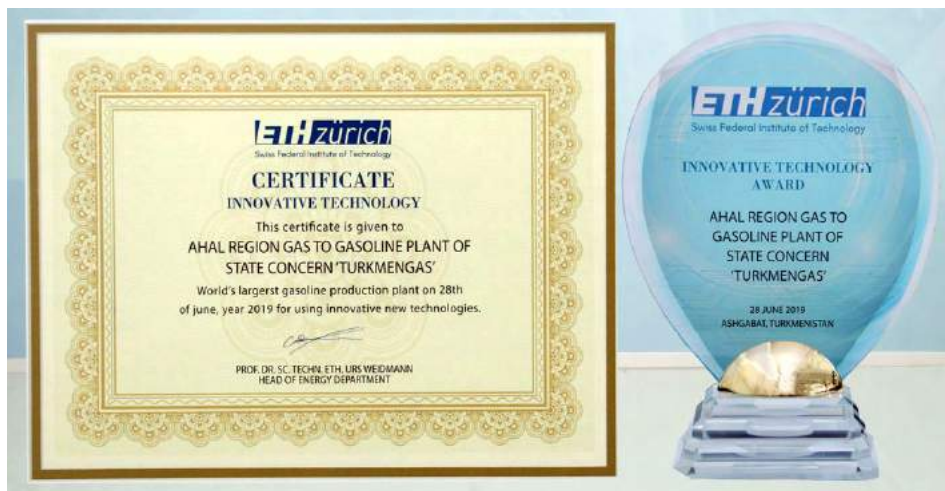 ETH zürich
Swiss Federal Institute of Technology
CERTIFICATE
INNOVATIVE TECHNOLOGY
This certificate is given to
AHAL REGION GAS TO GASOLINE PLANT OF
STATE CONCERN 'TURKMENGAS'
World's largest gasoline production plant on 28th
of june, year 2019 for using innovative new technologies.
PROF. DR. SC. TECHN. ETH. URS WEIDMANN
HEAD OF ENERGY DEPARTMENT
ETH zürich
Swiss Federal Institute of Technology
INNOVATIVE TECHNOLOGY
AWARD
AHAL REGION GAS TO
GASOLINE PLANT OF
STATE CONCERN
'TURKMENGAS'
28 JUNE 2019
ASHGABAT, TURKMENISTAN